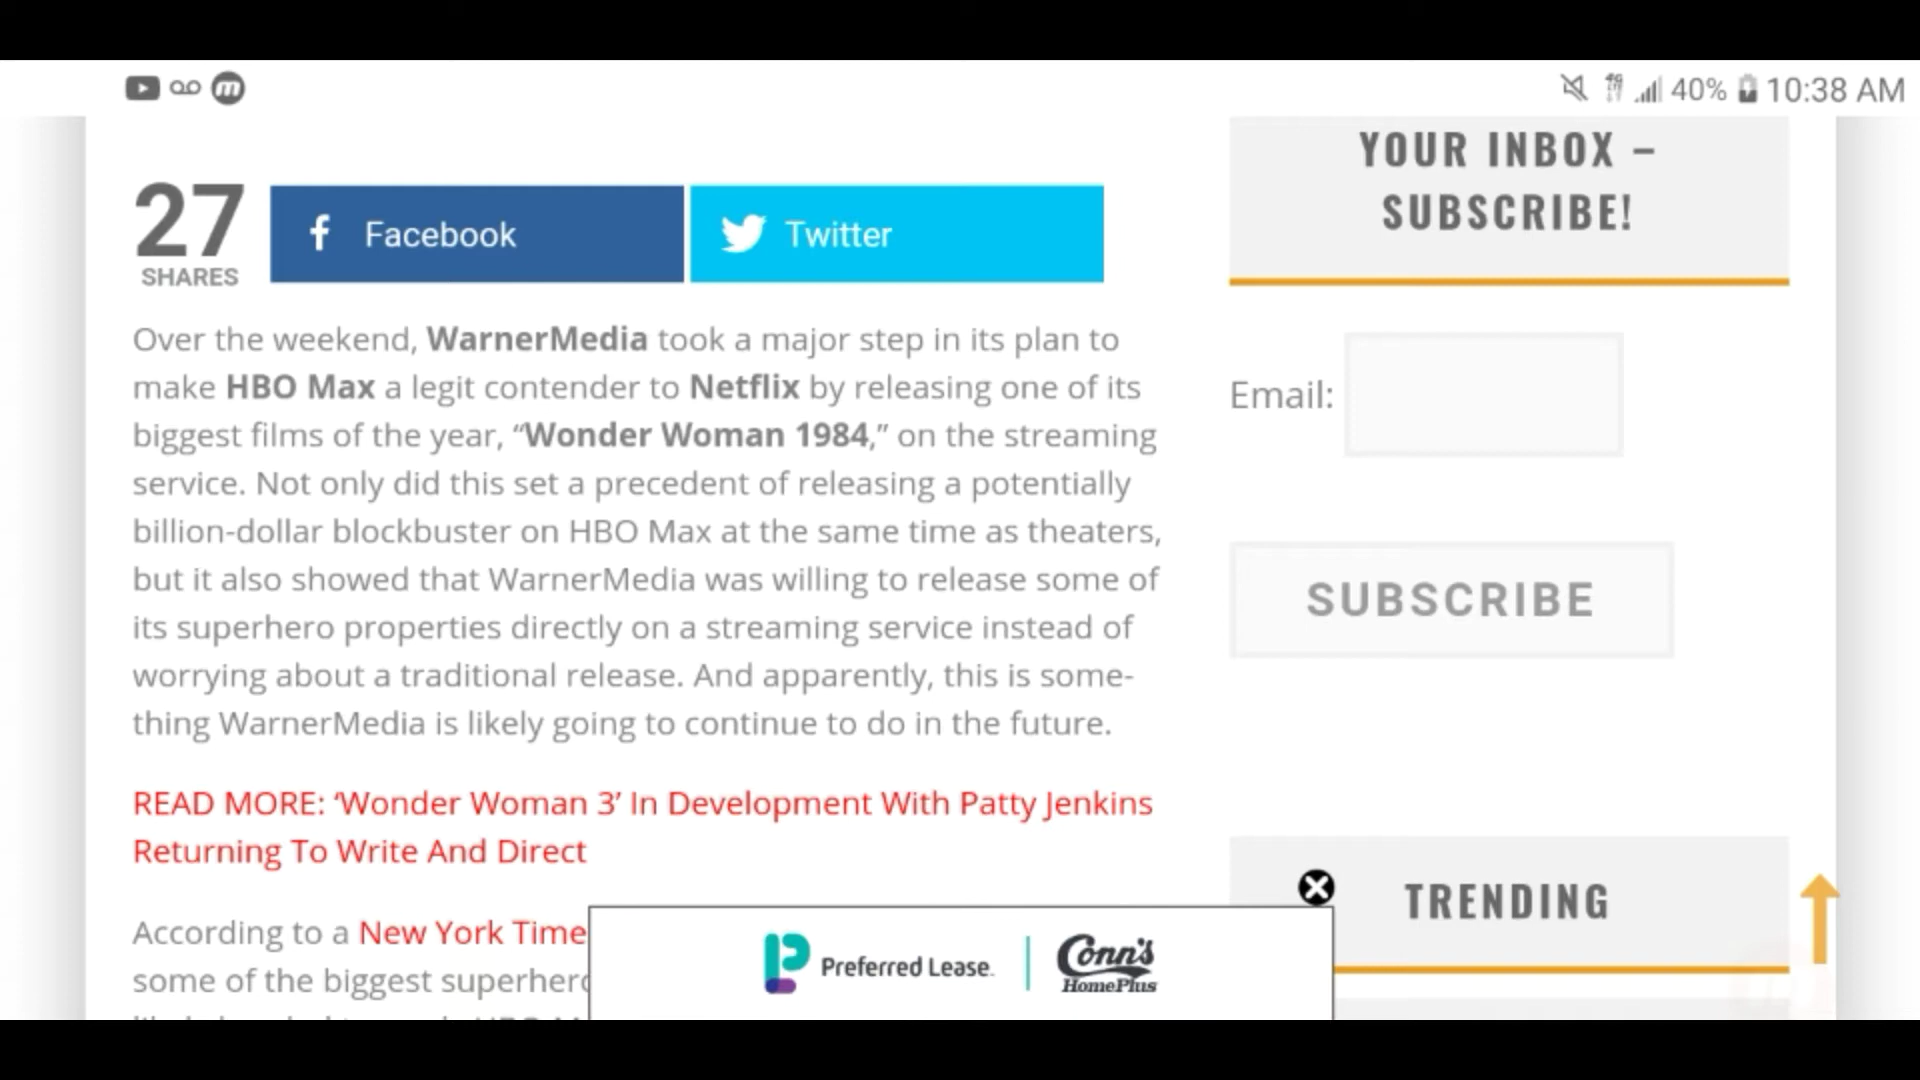 40% 10:38 AM
YOUR INBOX –
SUBSCRIBE!
27
SHARES
Facebook
Twitter
Over the weekend, WarnerMedia took a major step in its plan to
make HBO Max a legit contender to Netflix by releasing one of its
biggest films of the year, “Wonder Woman 1984,” on the streaming
service. Not only did this set a precedent of releasing a potentially
billion-dollar blockbuster on HBO Max at the same time as theaters,
but it also showed that WarnerMedia was willing to release some of
its superhero properties directly on a streaming service instead of
worrying about a traditional release. And apparently, this is some-
thing WarnerMedia is likely going to continue to do in the future.
READ MORE: ‘Wonder Woman 3’ In Development With Patty Jenkins
Returning To Write And Direct
According to a New York Time
some of the biggest superhero
Email:
SUBSCRIBE
TRENDING
Preferred Lease.
Conn's
HomePlus